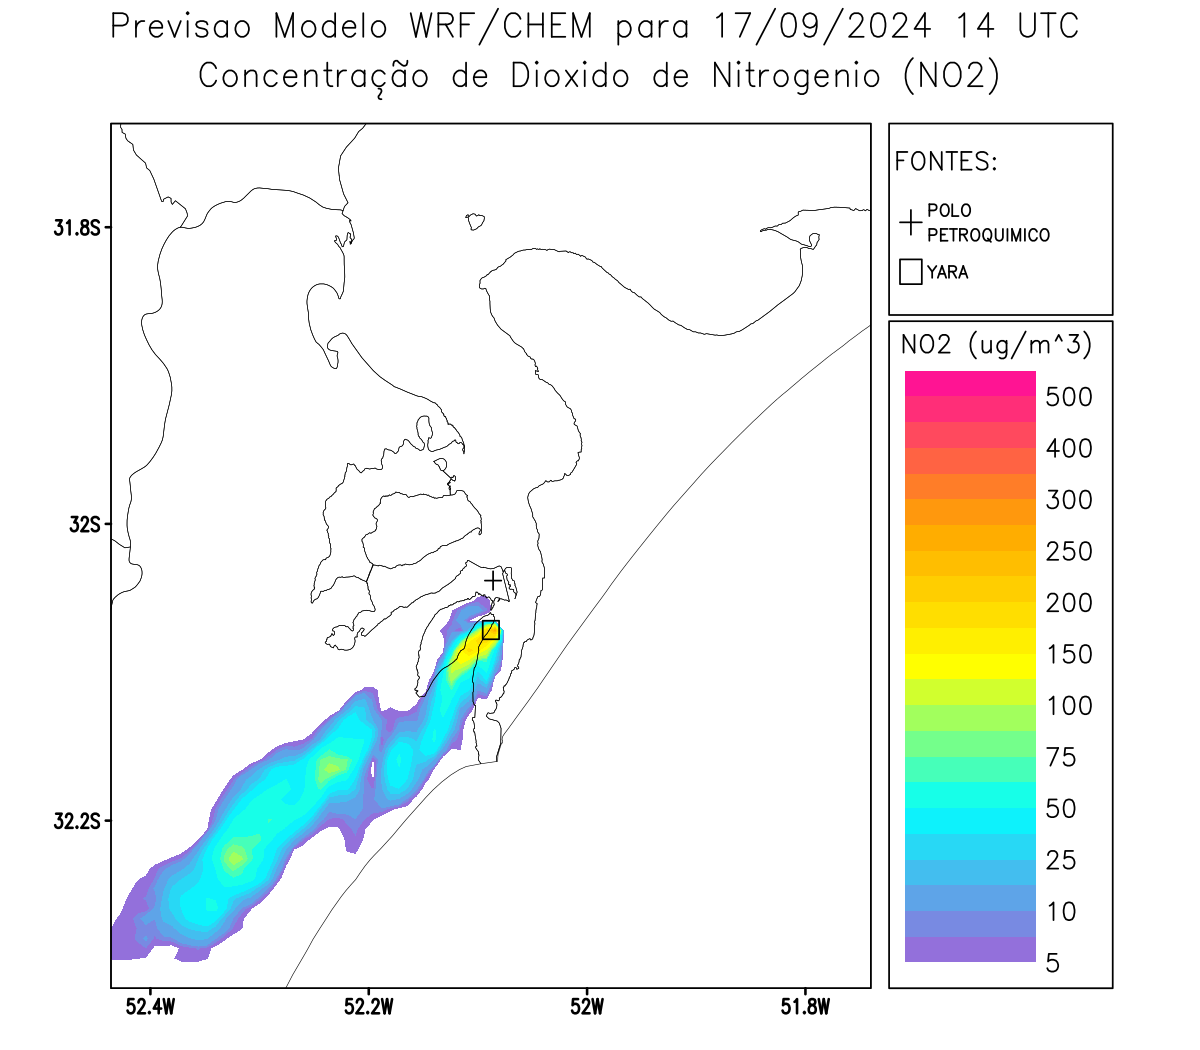 Previsao Modelo WRF/CHEM para 17/09/2024 14 UTC
Concentração de Dioxido de Nitrogenio (NO2)
FONTES:
POLO
PETROQUIMICO
YARA
NO2 (ug/m^3)
500
400
300
250
200
150
100
75
50
25
10
5
31.8S
32S
32.2S
52.4W
52.2W
52W
51.8W